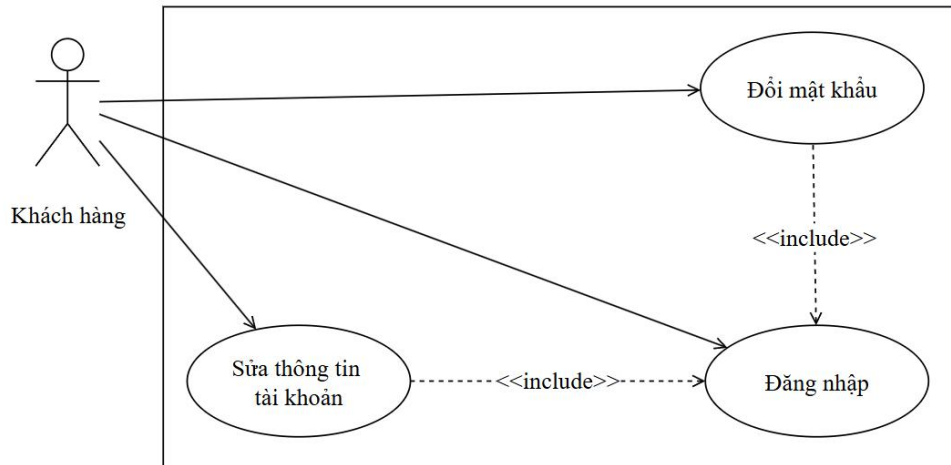 Đổi mật khẩu
Khách hàng
<<include>>
Sửa thông tin
tài khoản
<<include>>
Đăng nhập